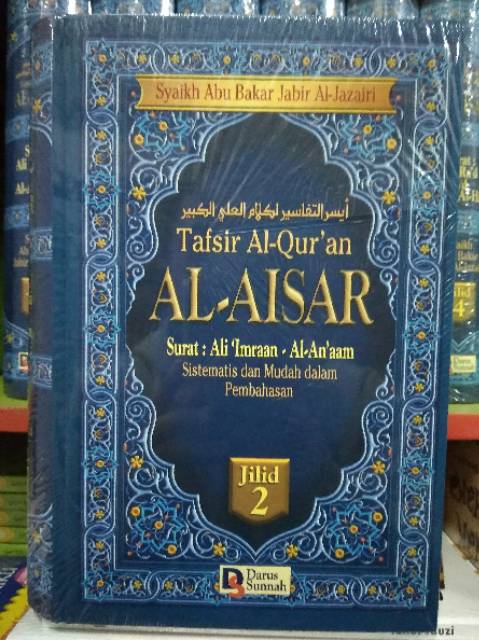 Syaikh Abu Bakar Jabir Al-Jazairi
أيسر التفاسير لكلام العلي الكبير
Tafsir Al-Qur'an
AL-AISAR
Surat : Ali 'Imraan - Al-An'aam
Sistematis dan Mudah dalam
Pembahasan
Jilid
2
Darus
Sunnah